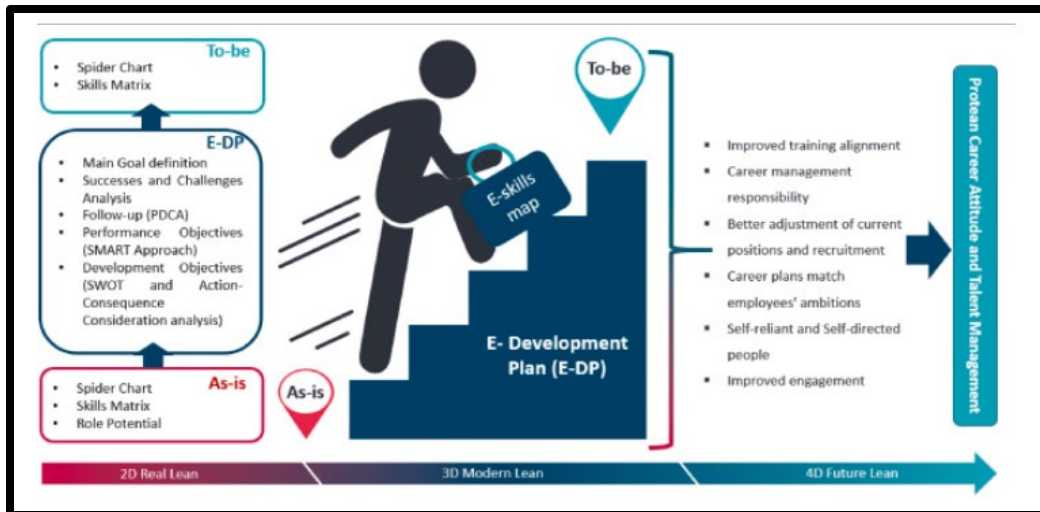 To-be
▪ Spider Chart
▪ Skills Matrix
E-DP
▪ Main Goal definition
▪ Successes and Challenges
Analysis
▪ Follow-up (PDCA)
▪ Performance Objectives
(SMART Approach)
▪ Development Objectives
(SWOT and Action-
Consequence
Consideration analysis)
As-is
▪ Spider Chart
▪ Skills Matrix
▪ Role Potential
As-is
E-skills
map
E- Development
Plan (E-DP)
To-be
▪ Improved training alignment
▪ Career management
responsibility
▪ Better adjustment of current
positions and recruitment
▪ Career plans match
employees' ambitions
▪ Self-reliant and Self-directed
people
▪ Improved engagement
Protean Career Attitude and Talent Management
2D Real Lean
3D Modern Lean
4D Future Lean